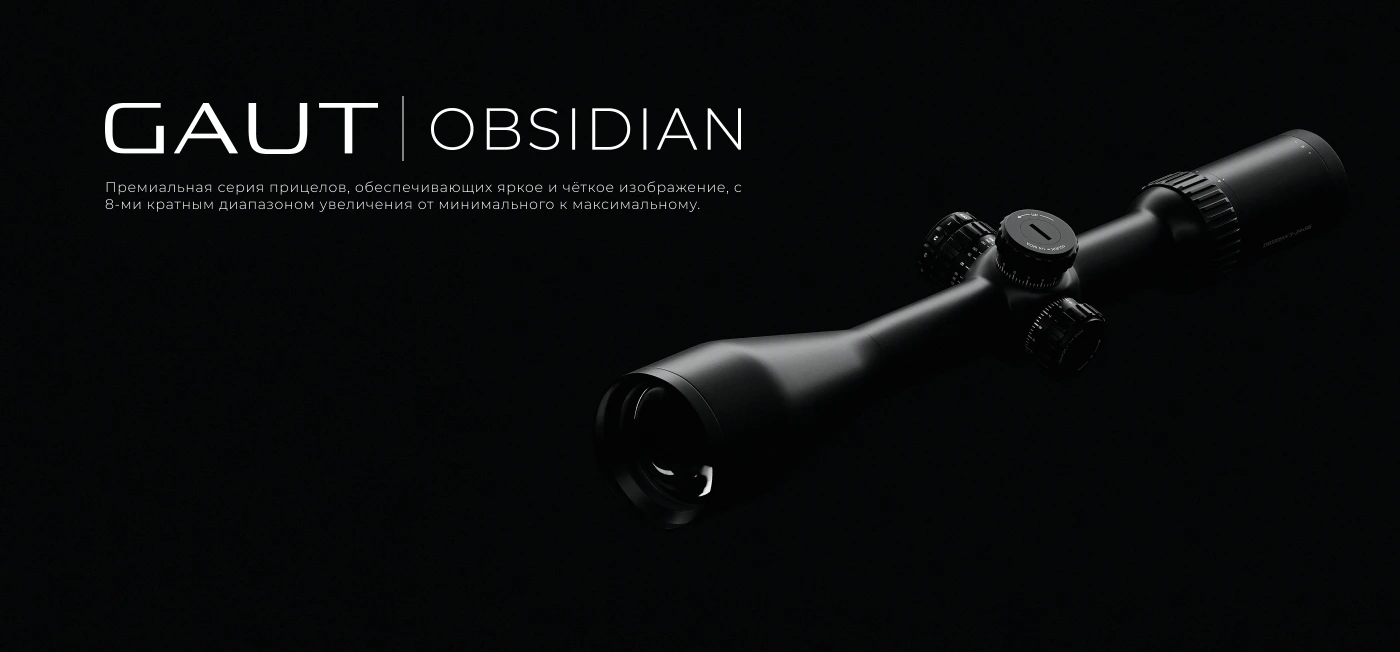 GAUT | OBSIDIAN
Премиальная серия прицелов, обеспечивающих яркое и чёткое изображение, с
8-ми кратным диапазоном увеличения от минимального к максимальному.